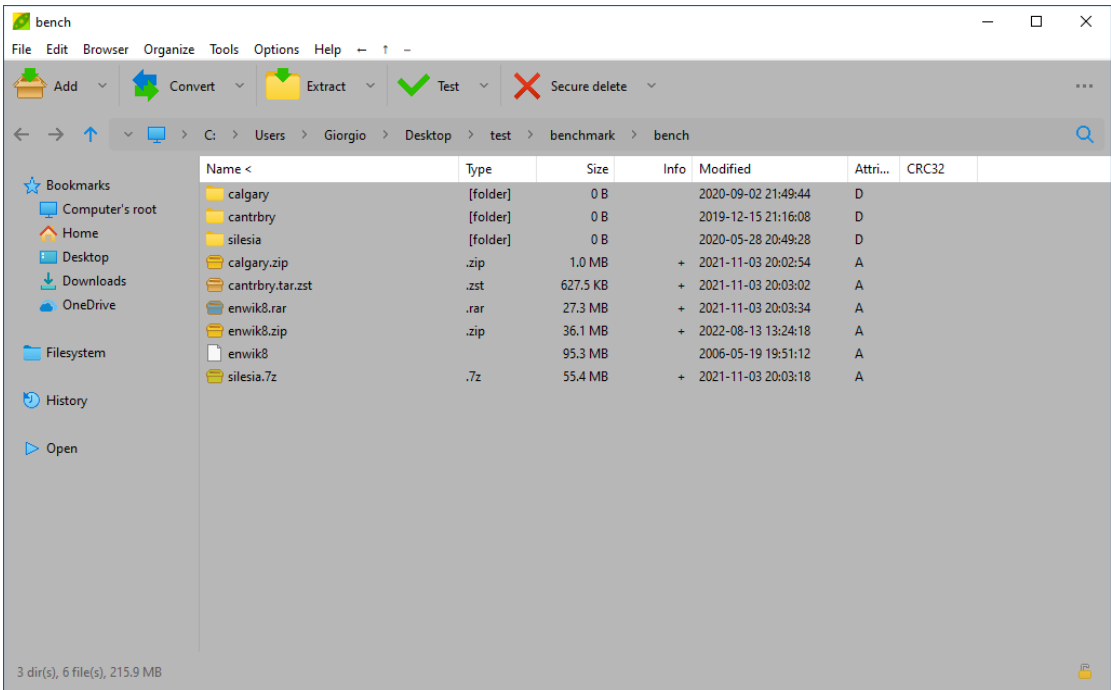 bench
File Edit Browser Organize Tools Options Help ← ↑ –
Add Convert Extract Test Secure delete ...
C: > Users > Giorgio > Desktop > test > benchmark > bench
Bookmarks
Computer's root
Home
Desktop
Downloads
OneDrive
Filesystem
History
Open
Name < Type Size Info Modified Attri... CRC32
calgary [folder] 0 B 2020-09-02 21:49:44 D
cantrbry [folder] 0 B 2019-12-15 21:16:08 D
silesia [folder] 0 B 2020-05-28 20:49:28 D
calgary.zip .zip 1.0 MB + 2021-11-03 20:02:54 A
cantrbry.tar.zst .zst 627.5 KB + 2021-11-03 20:03:02 A
enwik8.rar .rar 27.3 MB + 2021-11-03 20:03:34 A
enwik8.zip .zip 36.1 MB + 2022-08-13 13:24:18 A
enwik8 95.3 MB 2006-05-19 19:51:12 A
silesia.7z .7z 55.4 MB + 2021-11-03 20:03:18 A
3 dir(s), 6 file(s), 215.9 MB